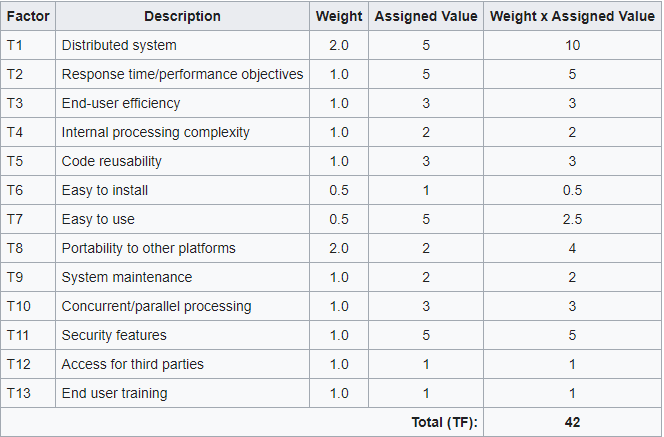 Factor Description Weight Assigned Value Weight x Assigned Value
T1 Distributed system 2.0 5 10
T2 Response time/performance objectives 1.0 5 5
T3 End-user efficiency 1.0 3 3
T4 Internal processing complexity 1.0 2 2
T5 Code reusability 1.0 3 3
T6 Easy to install 0.5 1 0.5
T7 Easy to use 0.5 5 2.5
T8 Portability to other platforms 2.0 2 4
T9 System maintenance 1.0 2 2
T10 Concurrent/parallel processing 1.0 3 3
T11 Security features 1.0 5 5
T12 Access for third parties 1.0 1 1
T13 End user training 1.0 1 1
Total (TF): 42